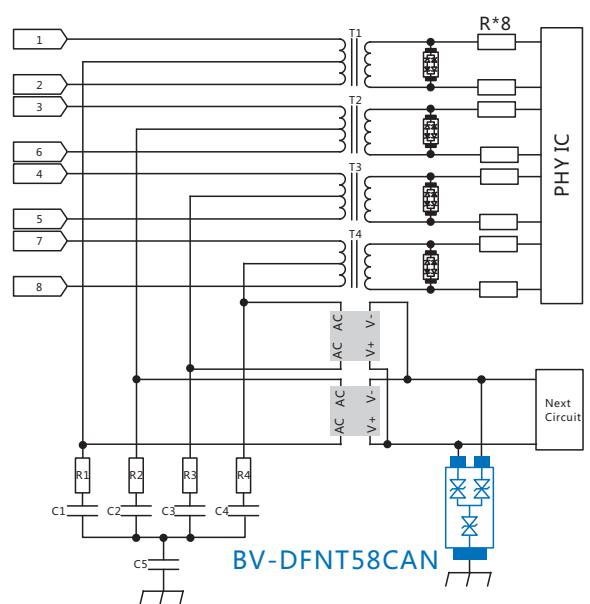 R*8
T1
1
2
T2
3
6
T3
4
5
T4
7
8
PHY IC
AC V-
AC V+
AC V-
AC V+
Next
Circuit
R1 R2 R3 R4
C1 C2 C3 C4
C5
BV-DFNT58CAN